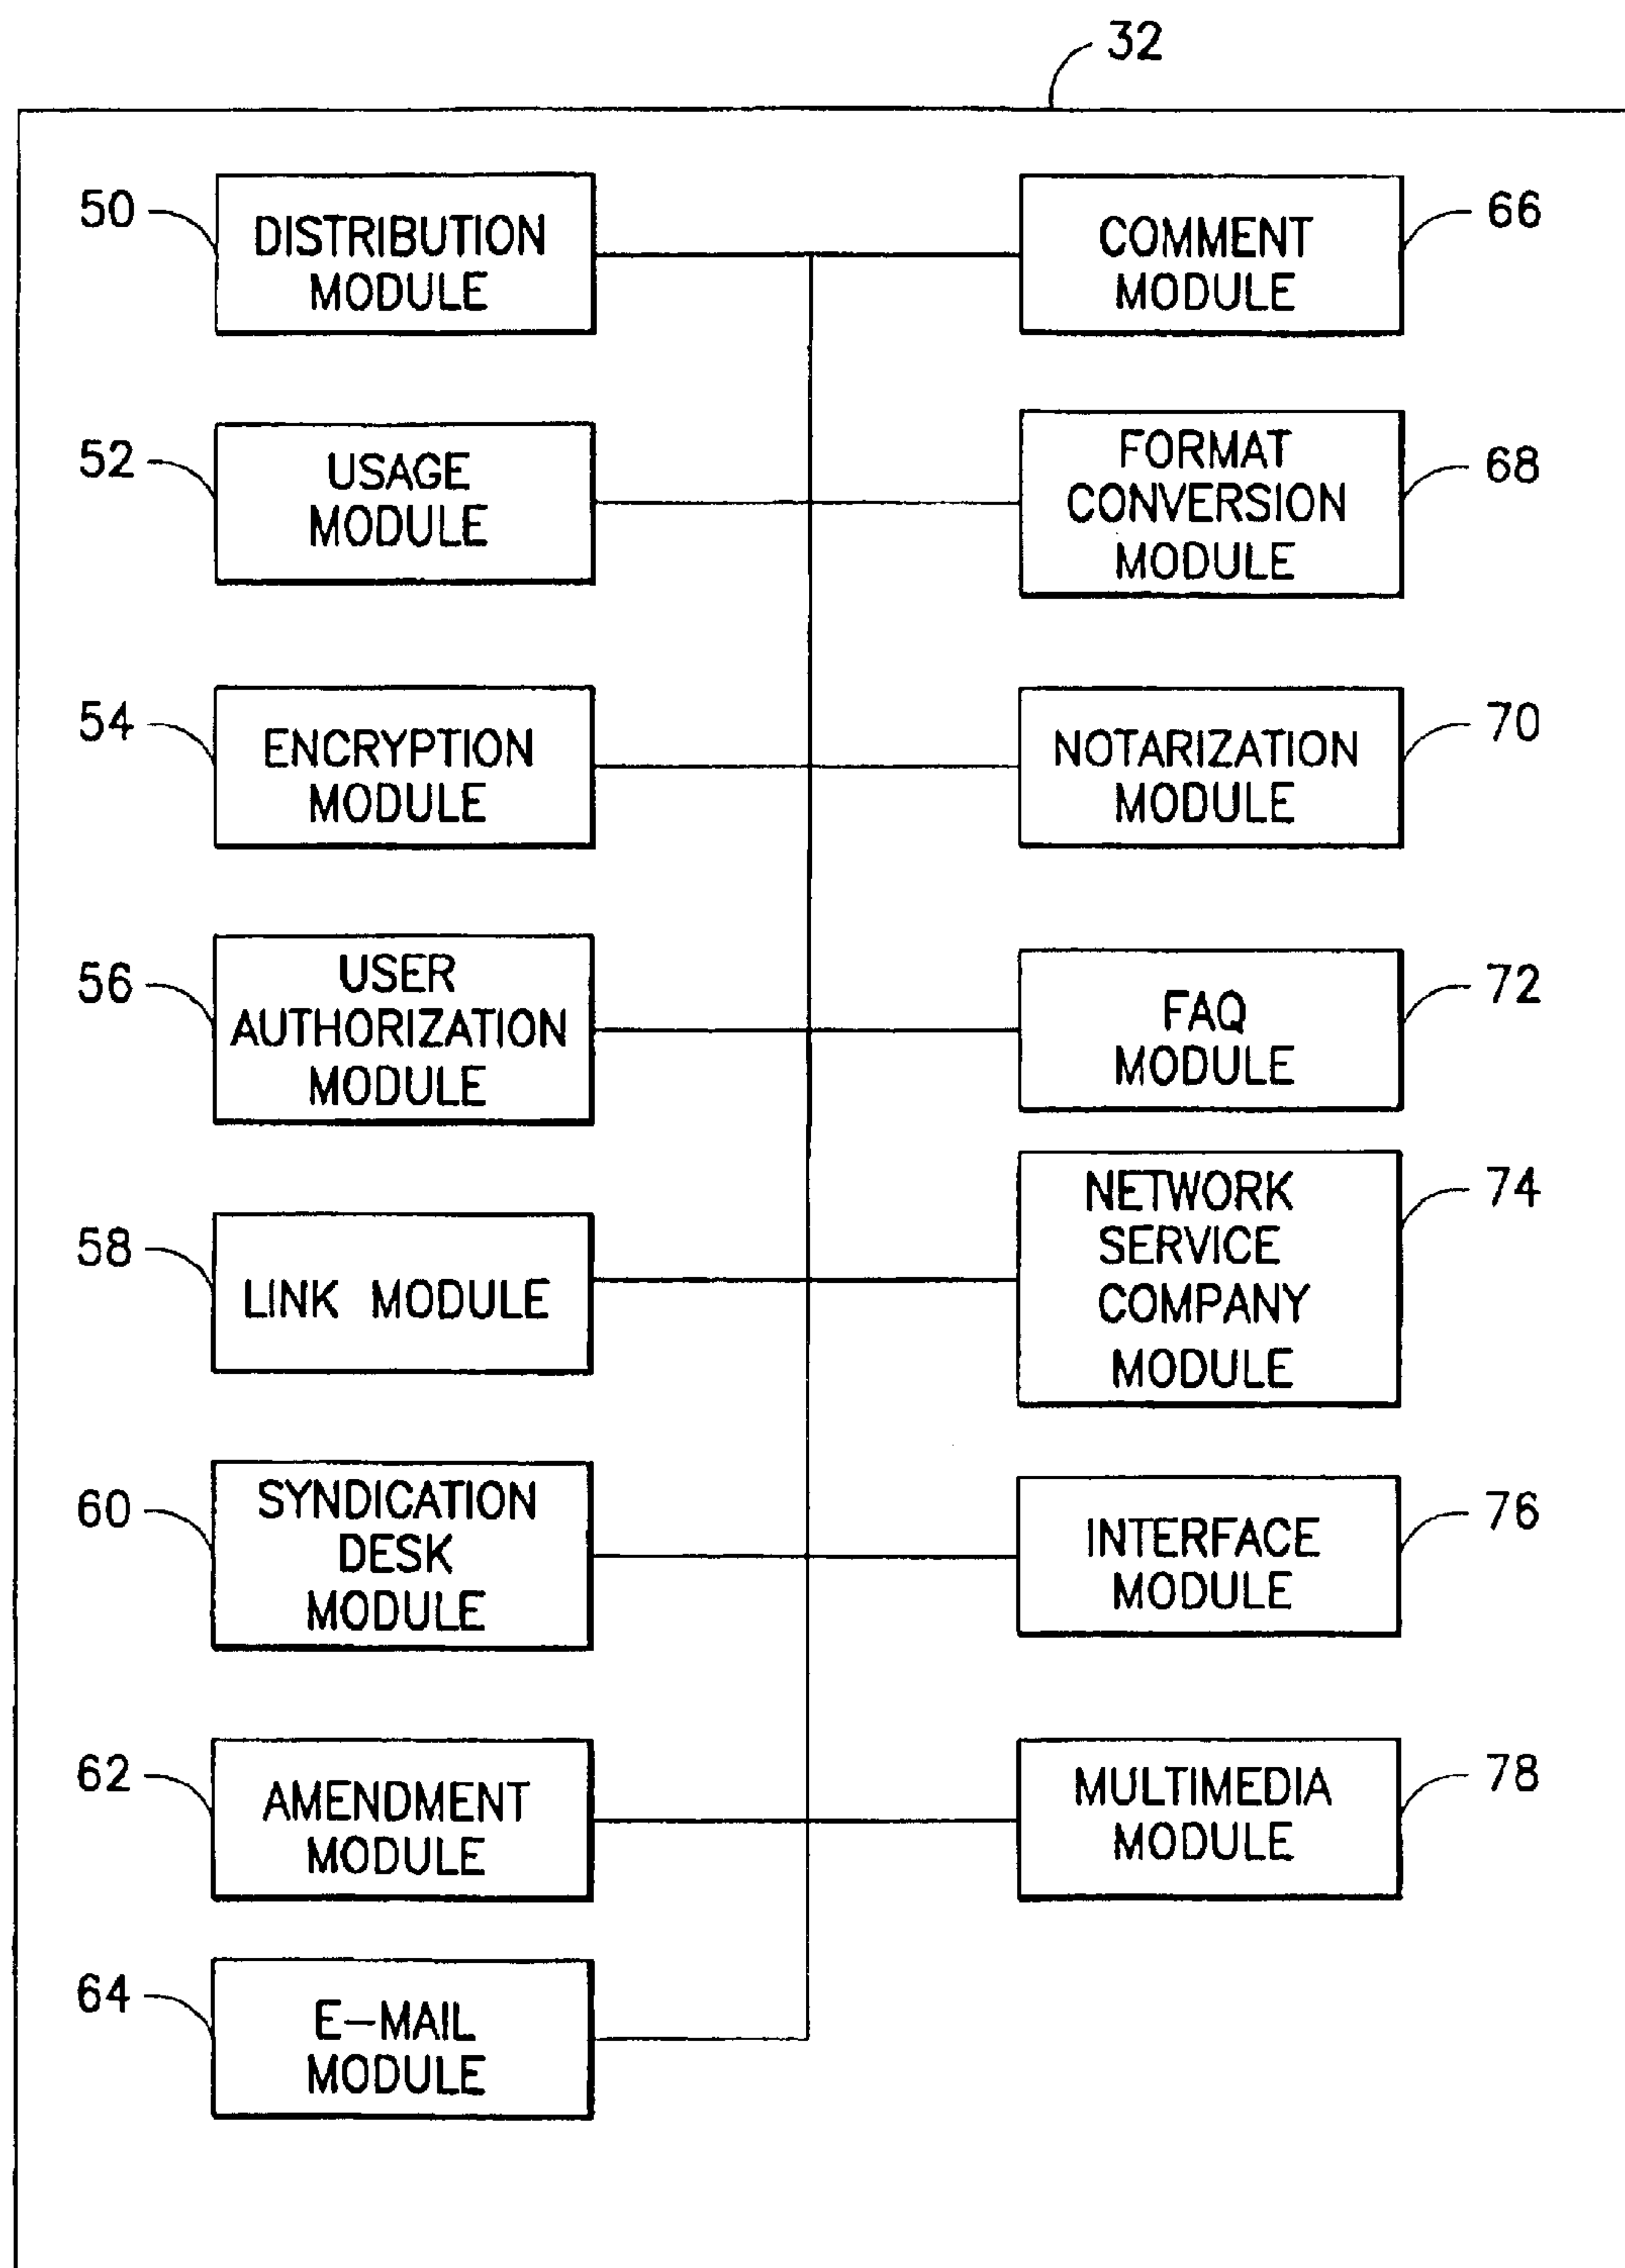 32
50
DISTRIBUTION
MODULE
COMMENT
MODULE
66
52
USAGE
MODULE
FORMAT
CONVERSION
MODULE
68
54
ENCRYPTION
MODULE
NOTARIZATION
MODULE
70
56
USER
AUTHORIZATION
MODULE
FAQ
MODULE
72
58
LINK MODULE
NETWORK
SERVICE
COMPANY
MODULE
74
60
SYNDICATION
DESK
MODULE
INTERFACE
MODULE
76
62
AMENDMENT
MODULE
MULTIMEDIA
MODULE
78
64
E-MAIL
MODULE